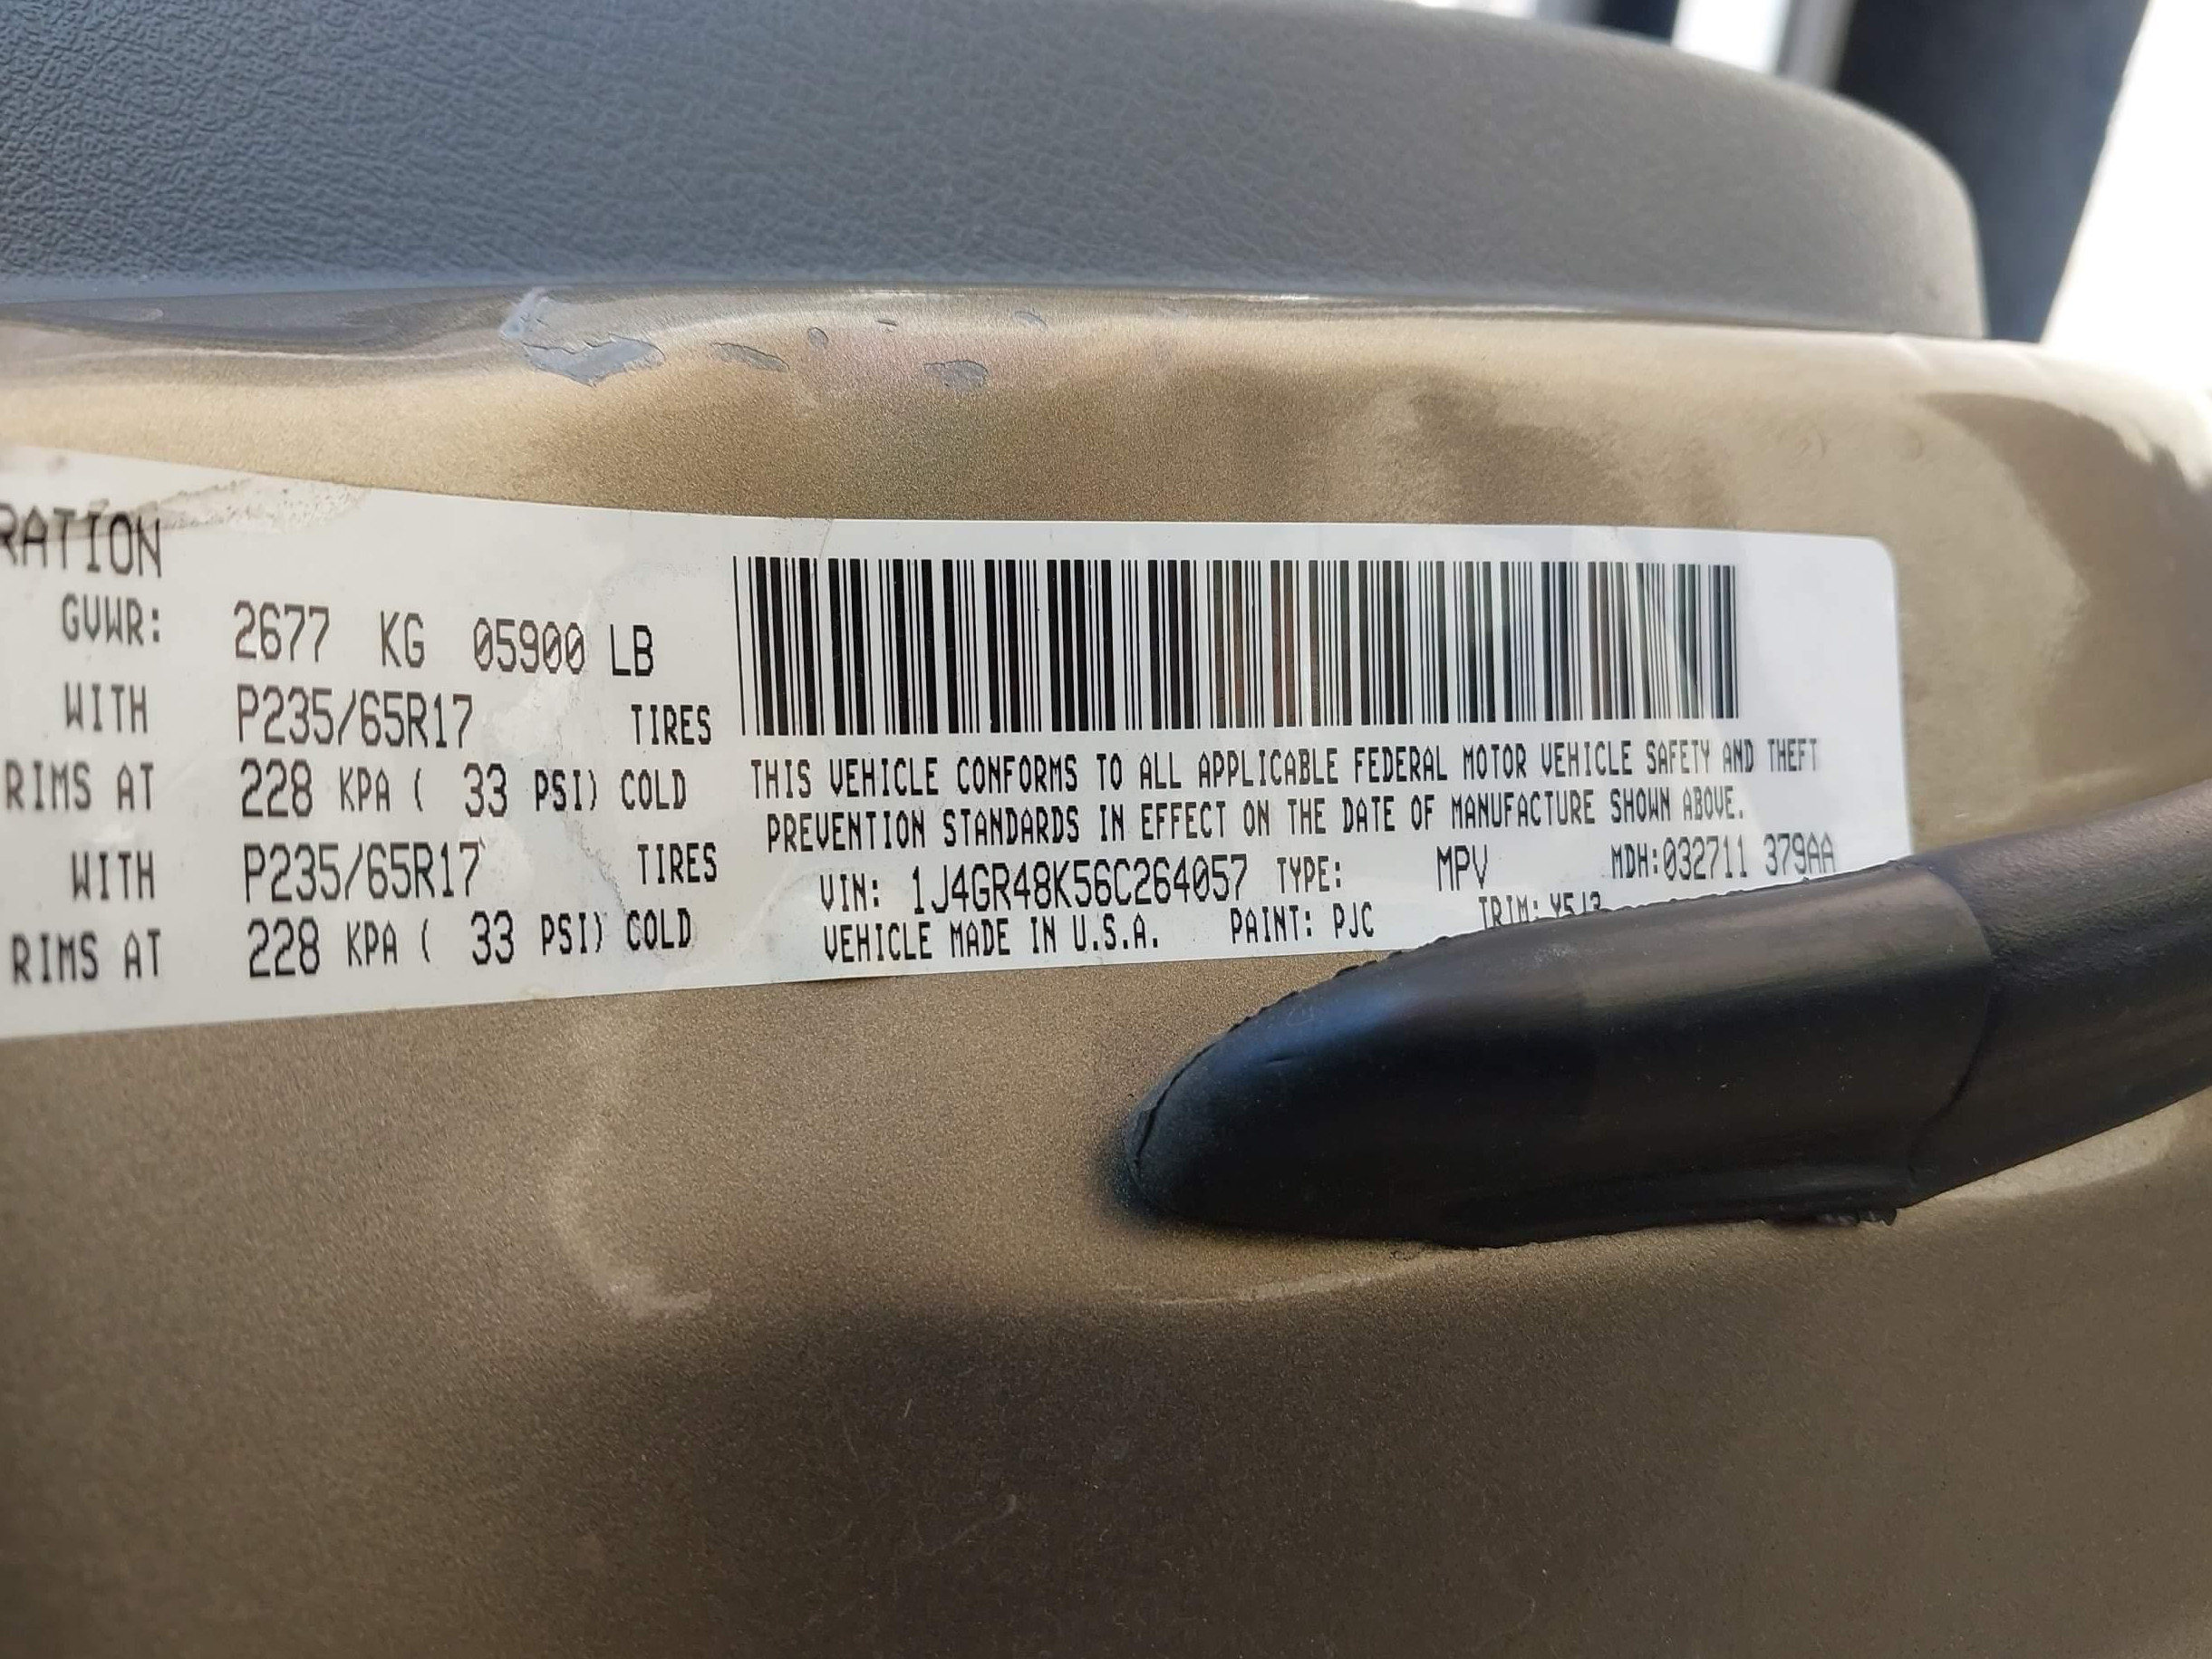 RATION
GVWR: 2677 KG 05900 LB
WITH P235/65R17 TIRES
RIMS AT 228 KPA ( 33 PSI) COLD
WITH P235/65R17 TIRES
RIMS AT 228 KPA ( 33 PSI) COLD
THIS VEHICLE CONFORMS TO ALL APPLICABLE FEDERAL MOTOR VEHICLE SAFETY AND THEFT
PREVENTION STANDARDS IN EFFECT ON THE DATE OF MANUFACTURE SHOWN ABOVE.
VIN: 1J4GR48K56C264057 TYPE: MPV MDH:032711 379AA
VEHICLE MADE IN U.S.A. PAINT: PJC TRIM: